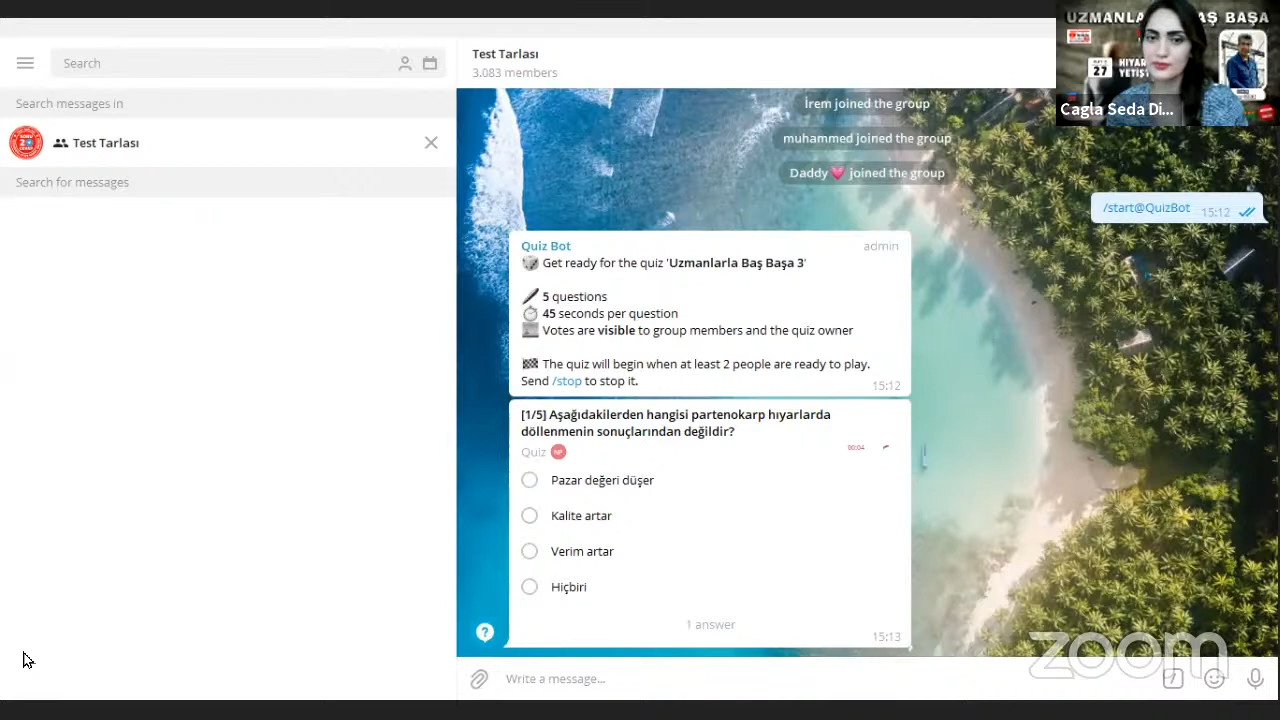 Search
Search messages in
Test Tarlası
Search for messages
Test Tarlası
3,083 members
İrem joined the group
muhammed joined the group
Daddy 💗 joined the group
/start@QuizBot 15:12
Quiz Bot admin
🎲 Get ready for the quiz 'Uzmanlarla Baş Başa 3'
🖊 5 questions
⏱ 45 seconds per question
Votes are visible to group members and the quiz owner
🏁 The quiz will begin when at least 2 people are ready to play.
Send /stop to stop it.
15:12
[1/5] Aşağıdakilerden hangisi partenokarp hıyarlarda
döllenmenin sonuçlarından değildir?
Quiz
00:04
Pazar değeri düşer
Kalite artar
Verim artar
Hiçbiri
1 answer
15:13
Write a message...
UZMANLA AŞ BAŞA
27
HIYAR
YETİŞT
Cagla Seda Di...
zoom